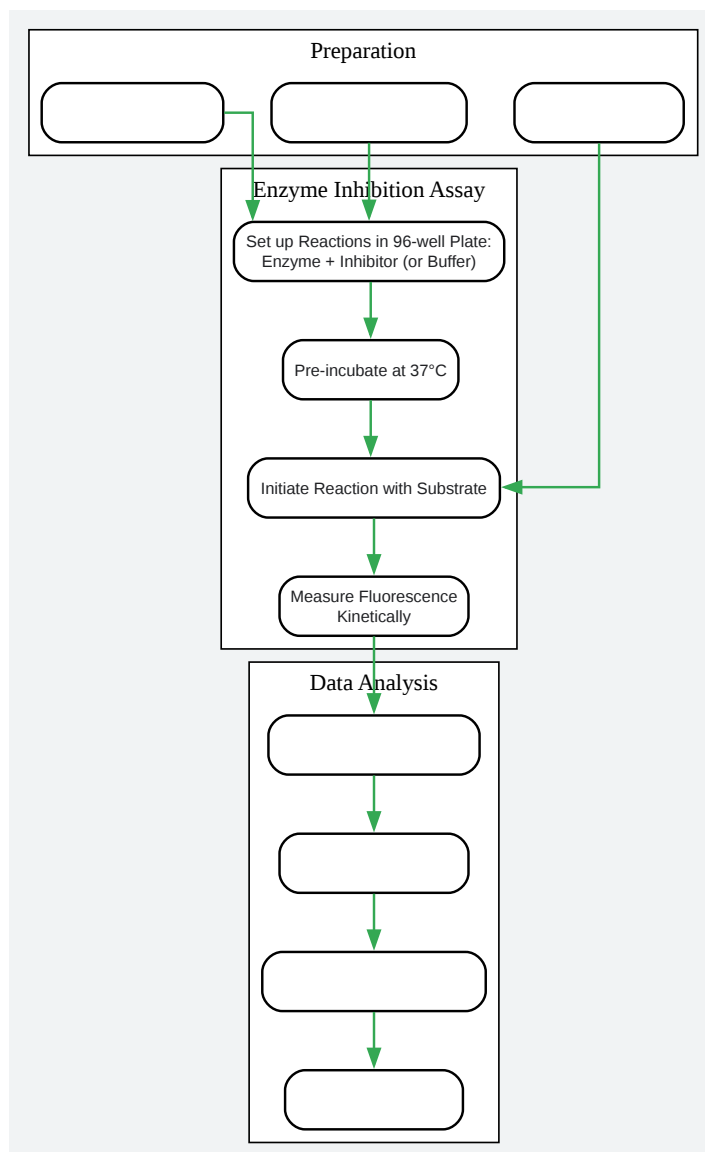 Preparation
Enzyme Inhibition Assay
Set up Reactions in 96-well Plate:
Enzyme + Inhibitor (or Buffer)
Pre-incubate at 37°C
Initiate Reaction with Substrate
Measure Fluorescence
Kinetically
Data Analysis